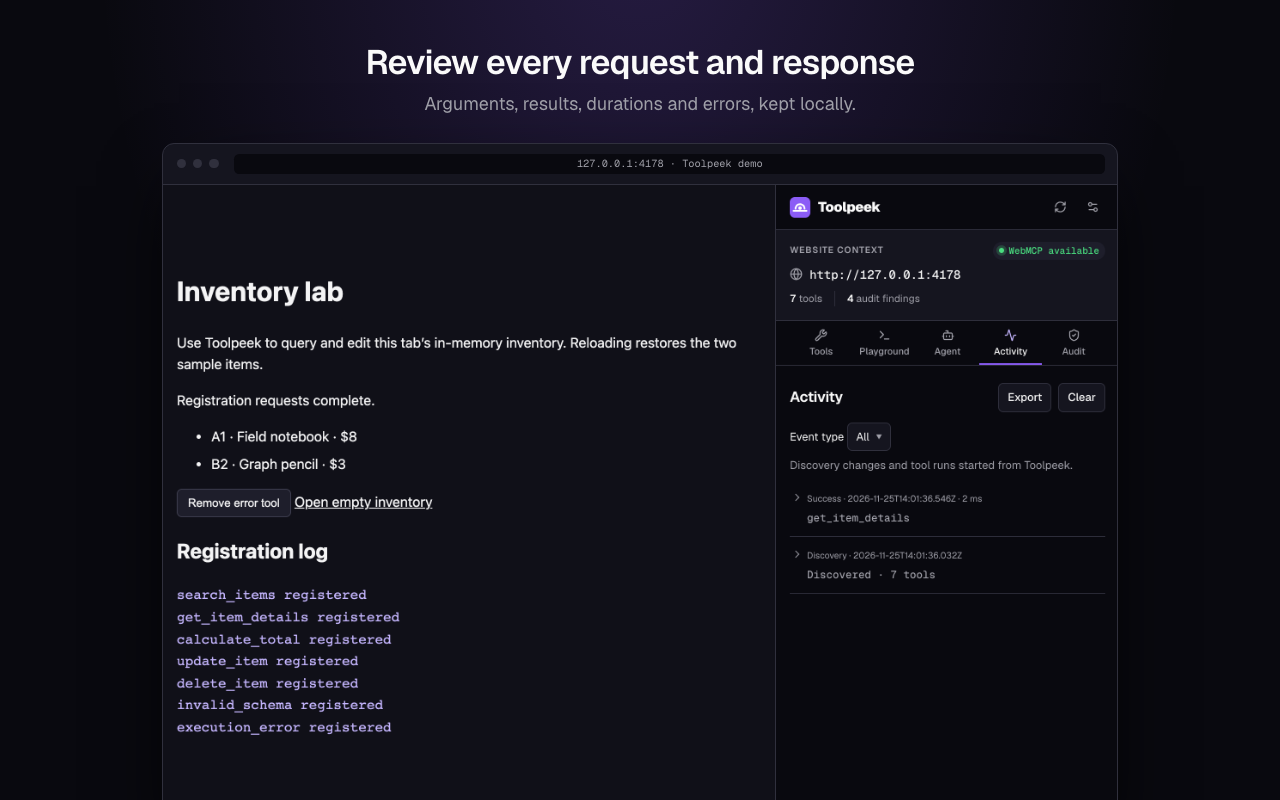 Review every request and response
Arguments, results, durations and errors, kept locally.
127.0.0.1:4178 · Toolpeek demo
Inventory lab
Use Toolpeek to query and edit this tab's in-memory inventory. Reloading restores the two
sample items.
Registration requests complete.
• A1 · Field notebook · $8
• B2 · Graph pencil · $3
Remove error tool Open empty inventory
Registration log
search_items registered
get_item_details registered
calculate_total registered
update_item registered
delete_item registered
invalid_schema registered
execution_error registered
Toolpeek
WEBSITE CONTEXT WebMCP available
http://127.0.0.1:4178
7 tools 4 audit findings
Tools Playground Agent Activity Audit
Activity Export Clear
Event type All
Discovery changes and tool runs started from Toolpeek.
Success · 2026-11-25T14:01:36.546Z · 2 ms
get_item_details
Discovery · 2026-11-25T14:01:36.032Z
Discovered · 7 tools